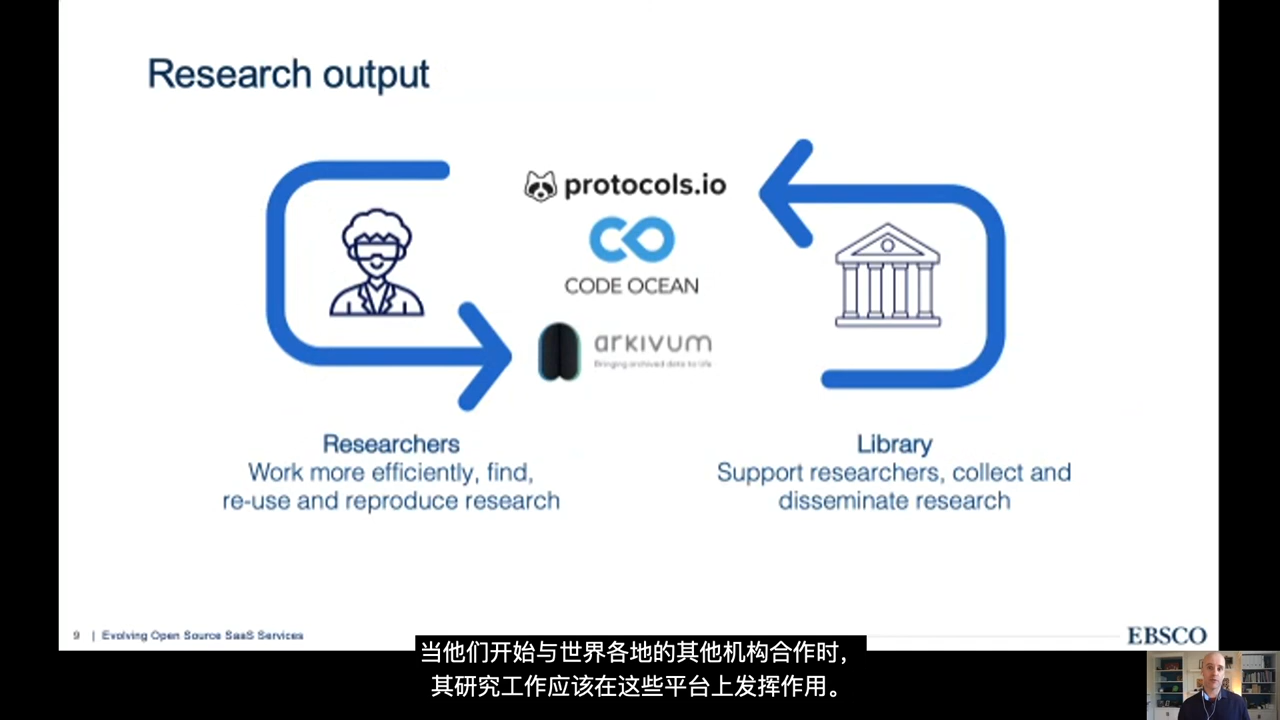 Research output
protocols.io
CODE OCEAN
arkivum
Bringing archived data to life
Researchers
Work more efficiently, find,
re-use and reproduce research
Library
Support researchers, collect and
disseminate research
9 | Evolving Open Source SaaS Services
EBSCO
当他们开始与世界各地的其他机构合作时，
其研究工作应该在这些平台上发挥作用。